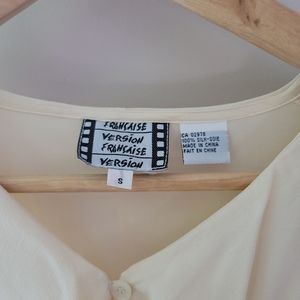 FRANCAISE
VERSION
FRANCAISE
VERSION
S
CA 02978
100% SILK-SOIE
MADE IN CHINA
FAIT EN CHINE